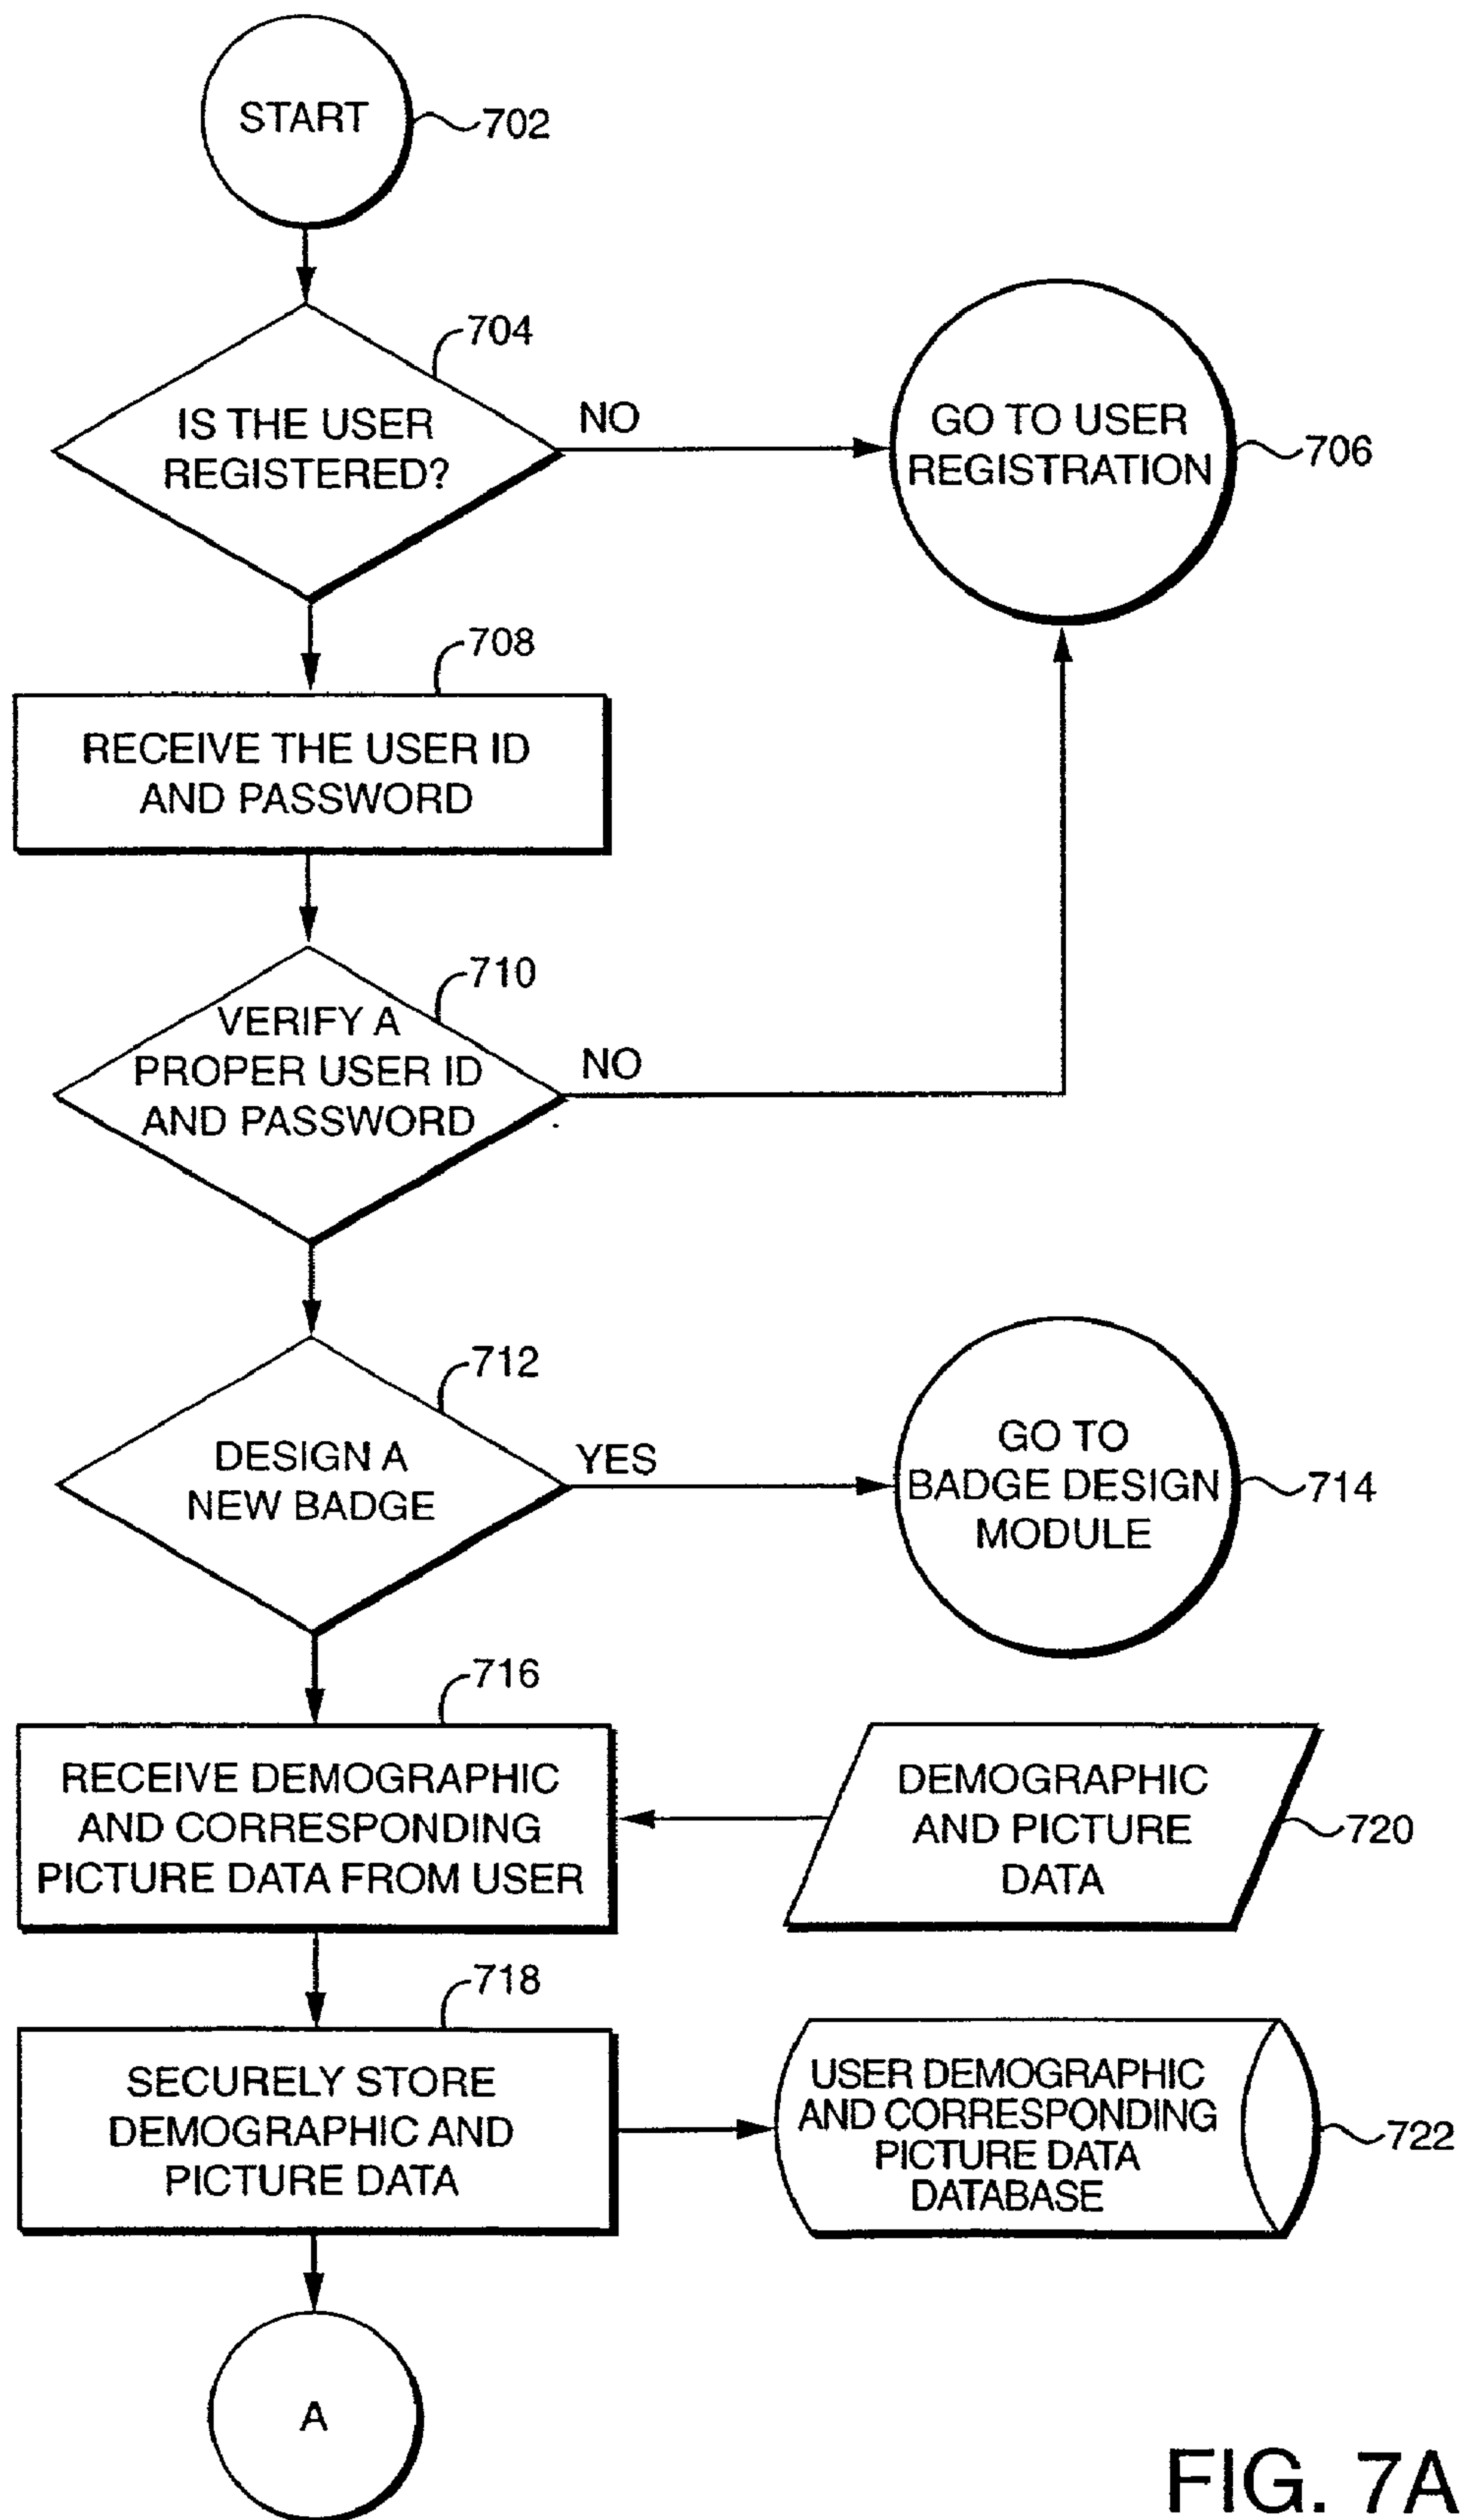 START
702
704
IS THE USER
REGISTERED?
NO
GO TO USER
REGISTRATION
706
708
RECEIVE THE USER ID
AND PASSWORD
710
VERIFY A
PROPER USER ID
AND PASSWORD
NO
712
DESIGN A
NEW BADGE
YES
GO TO
BADGE DESIGN
MODULE
714
716
RECEIVE DEMOGRAPHIC
AND CORRESPONDING
PICTURE DATA FROM USER
DEMOGRAPHIC
AND PICTURE
DATA
720
718
SECURELY STORE
DEMOGRAPHIC AND
PICTURE DATA
USER DEMOGRAPHIC
AND CORRESPONDING
PICTURE DATA
DATABASE
722
A
FIG. 7A